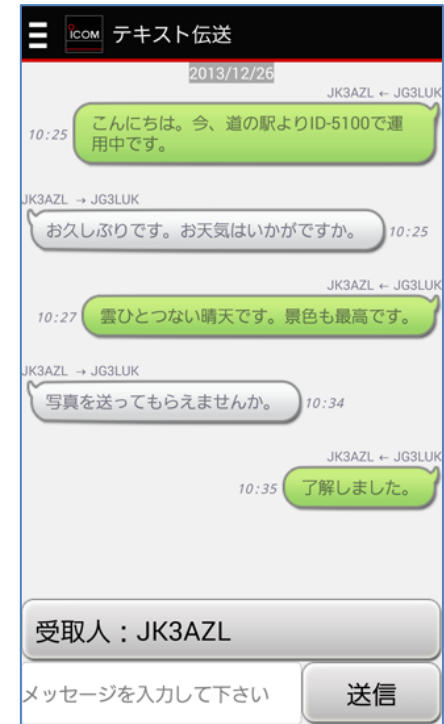 ICOM テキスト伝送
2013/12/26
JK3AZL ← JG3LUK
10:25
こんにちは。今、道の駅よりID-5100で運
用中です。
JK3AZL → JG3LUK
お久しぶりです。お天気はいかがですか。 10:25
JK3AZL ← JG3LUK
10:27 雲ひとつない晴天です。景色も最高です。
JK3AZL → JG3LUK
写真を送ってもらえませんか。 10:34
JK3AZL ← JG3LUK
10:35 了解しました。
受取人：JK3AZL
メッセージを入力して下さい 送信